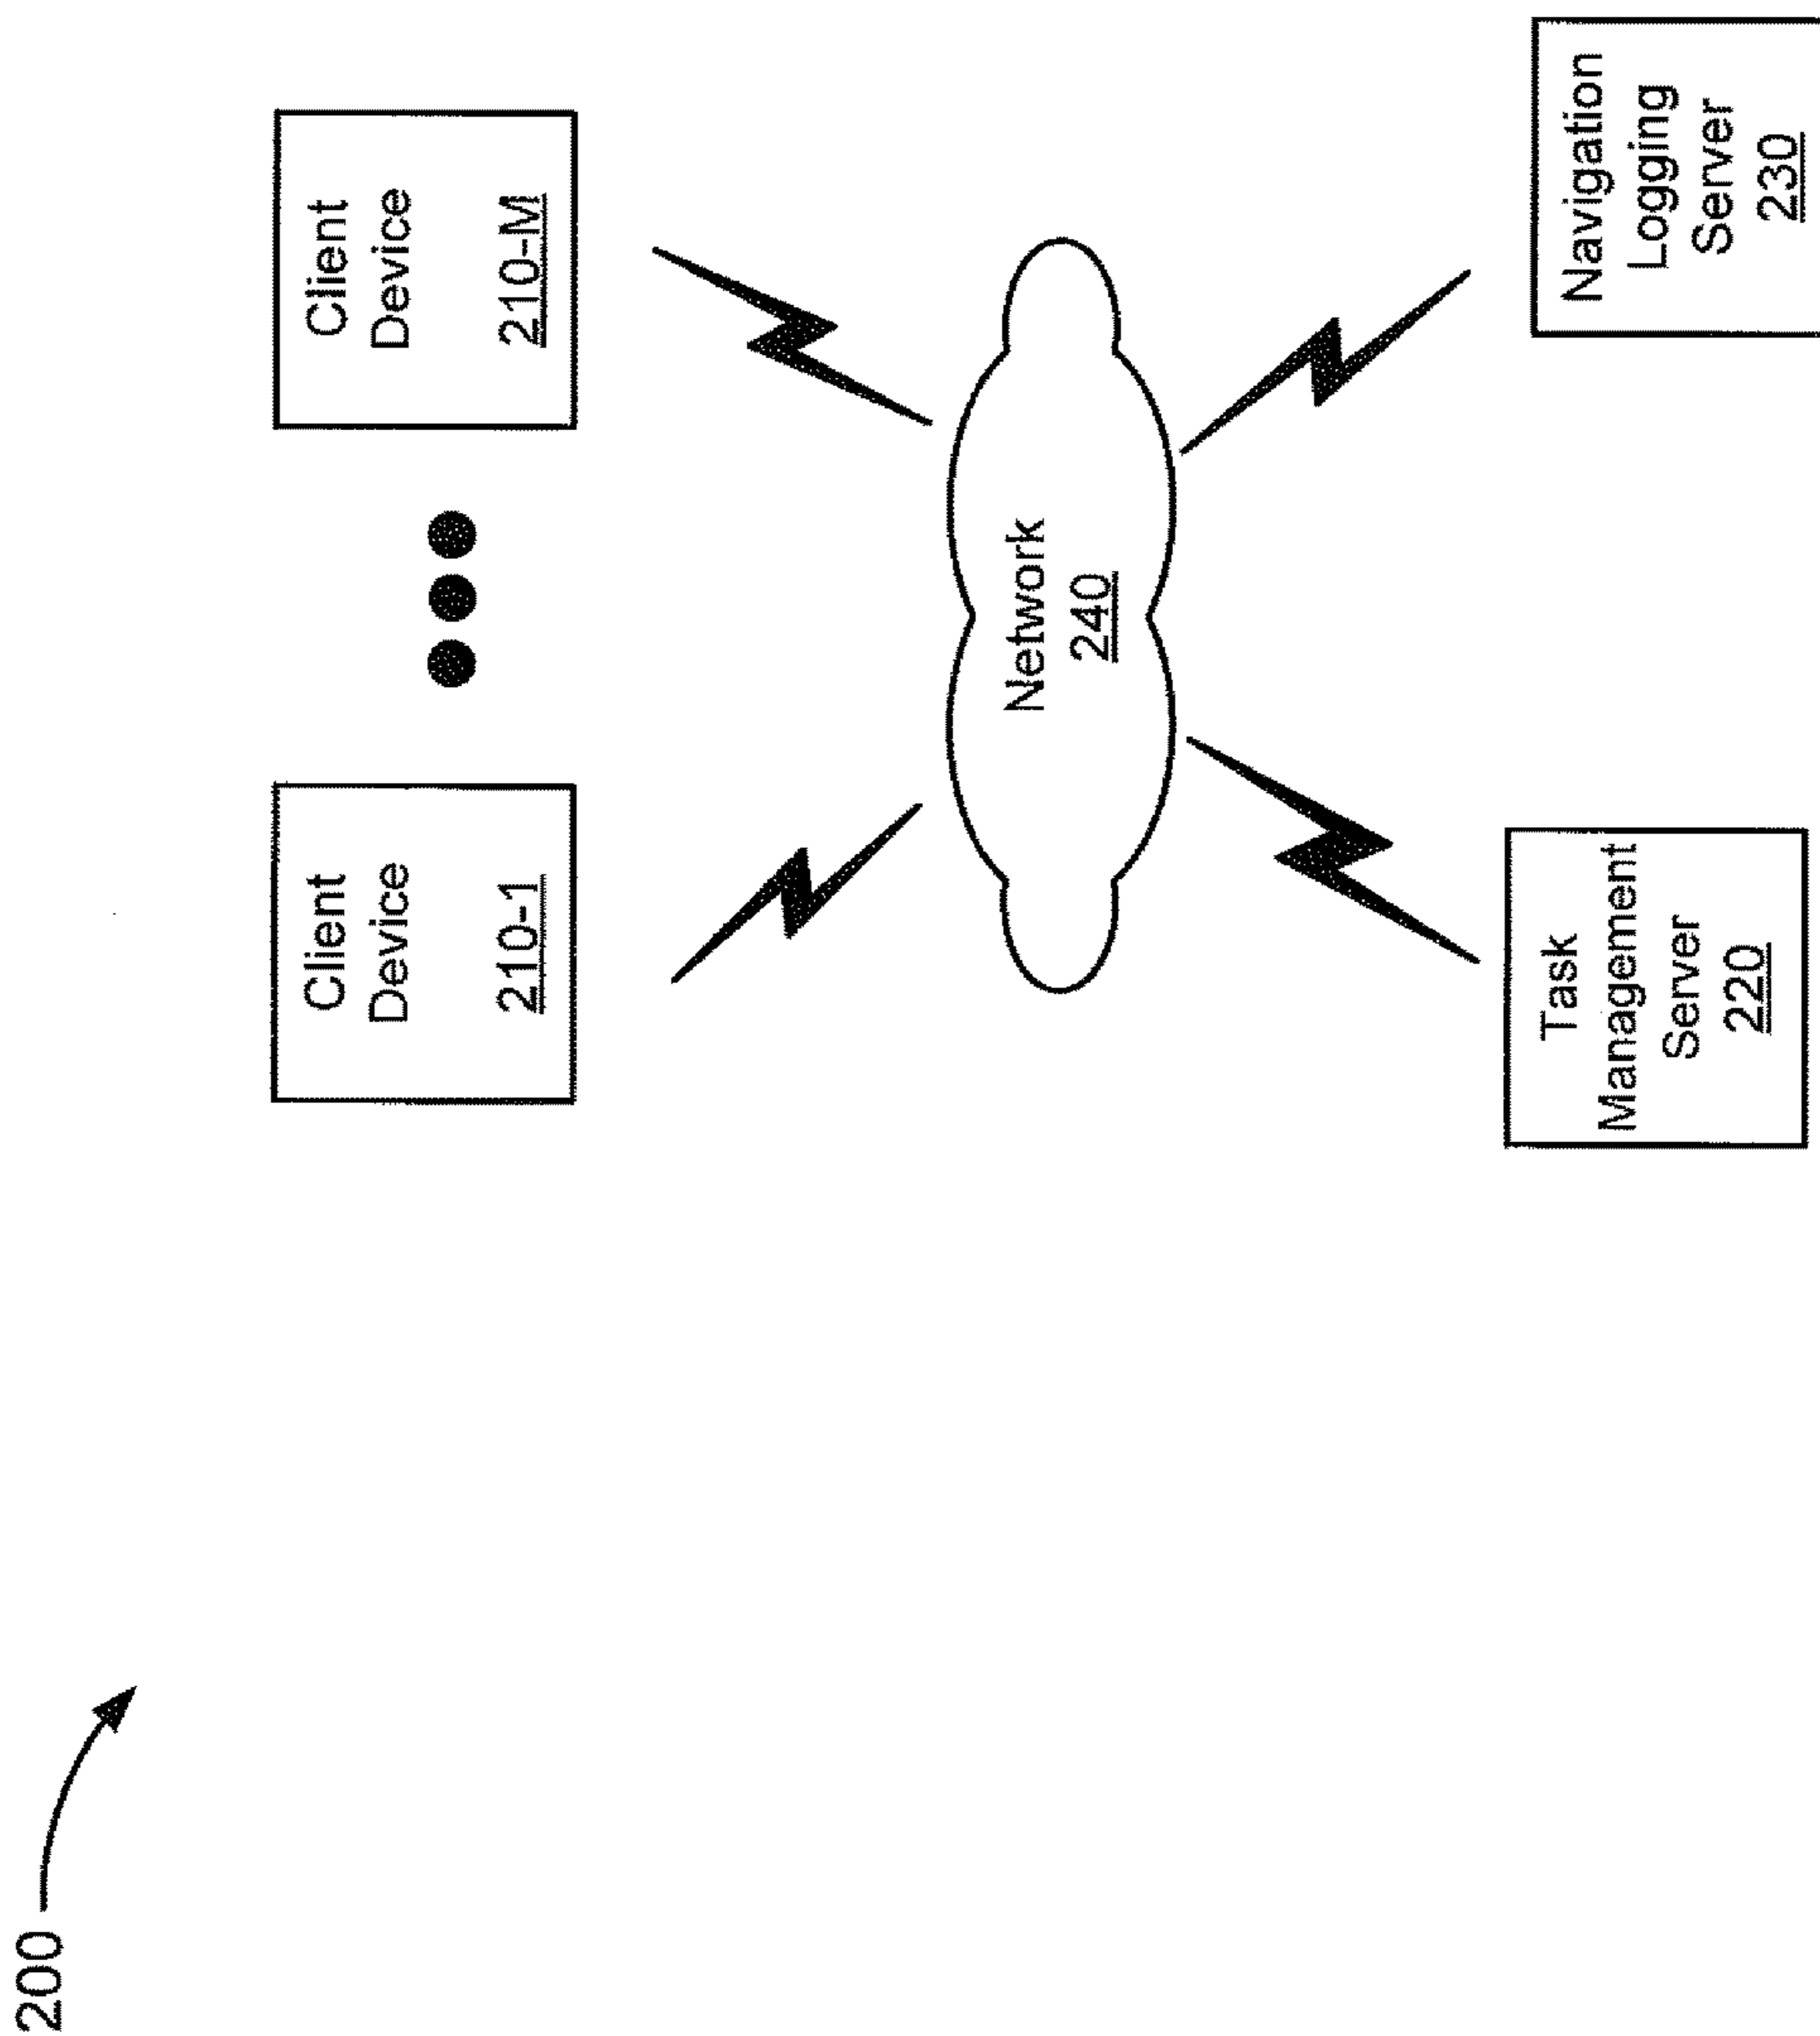 200
Client
Device
210-1
Client
Device
210-M
Network
240
Task
Management
Server
220
Navigation
Logging
Server
230